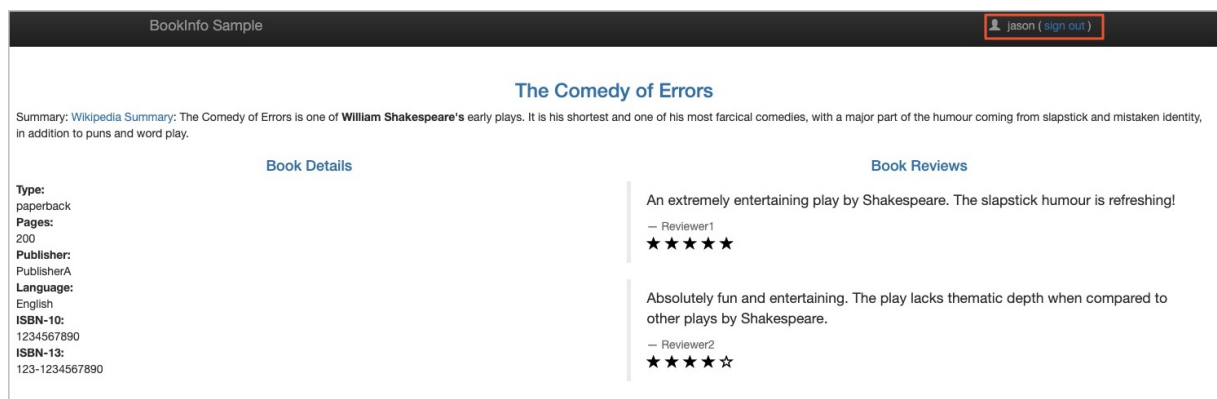 BookInfo Sample
jason (sign out)
The Comedy of Errors
Summary: Wikipedia Summary: The Comedy of Errors is one of William Shakespeare's early plays. It is his shortest and one of his most farcical comedies, with a major part of the humour coming from slapstick and mistaken identity,
in addition to puns and word play.
Book Details
Type:
paperback
Pages:
200
Publisher:
PublisherA
Language:
English
ISBN-10:
1234567890
ISBN-13:
123-1234567890
Book Reviews
An extremely entertaining play by Shakespeare. The slapstick humour is refreshing!
— Reviewer1
★★★★★
Absolutely fun and entertaining. The play lacks thematic depth when compared to
other plays by Shakespeare.
— Reviewer2
★★★★☆